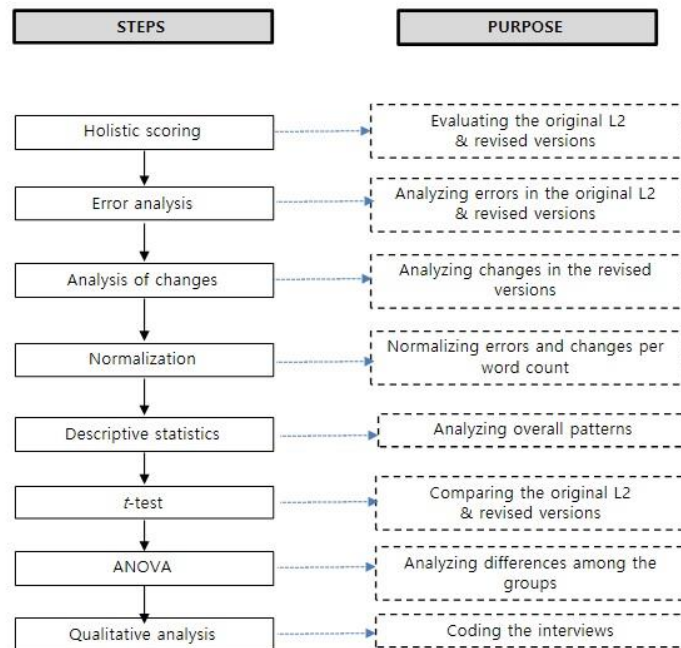 STEPS
PURPOSE
Holistic scoring
Evaluating the original L2
& revised versions
Error analysis
Analyzing errors in the original L2
& revised versions
Analysis of changes
Analyzing changes in the revised
versions
Normalization
Normalizing errors and changes per
word count
Descriptive statistics
Analyzing overall patterns
t-test
Comparing the original L2
& revised versions
ANOVA
Analyzing differences among the
groups
Qualitative analysis
Coding the interviews